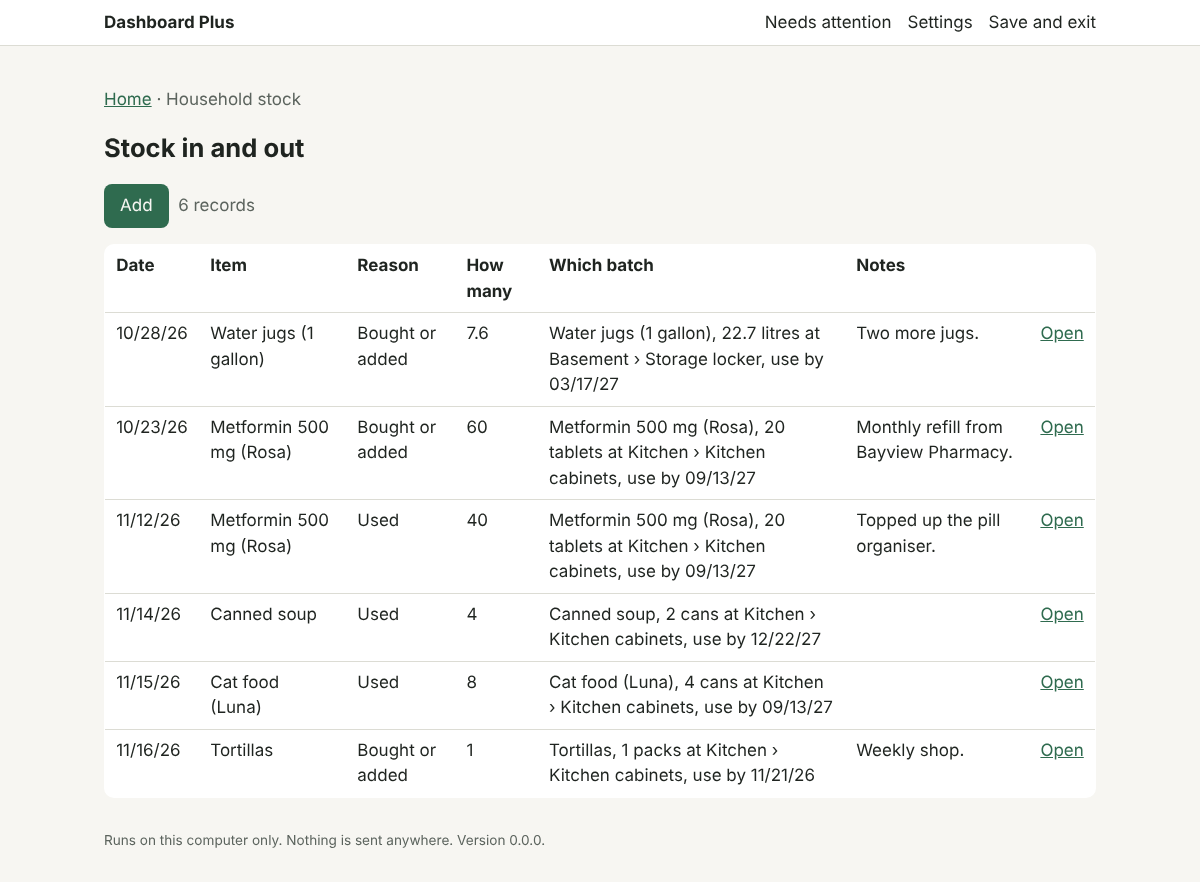 Dashboard Plus
Needs attention Settings Save and exit
Home · Household stock
Stock in and out
Add 6 records
Date Item Reason How many Which batch Notes
10/28/26 Water jugs (1 gallon) Bought or added 7.6 Water jugs (1 gallon), 22.7 litres at Basement › Storage locker, use by 03/17/27 Two more jugs. Open
10/23/26 Metformin 500 mg (Rosa) Bought or added 60 Metformin 500 mg (Rosa), 20 tablets at Kitchen › Kitchen cabinets, use by 09/13/27 Monthly refill from Bayview Pharmacy. Open
11/12/26 Metformin 500 mg (Rosa) Used 40 Metformin 500 mg (Rosa), 20 tablets at Kitchen › Kitchen cabinets, use by 09/13/27 Topped up the pill organiser. Open
11/14/26 Canned soup Used 4 Canned soup, 2 cans at Kitchen › Kitchen cabinets, use by 12/22/27 Open
11/15/26 Cat food (Luna) Used 8 Cat food (Luna), 4 cans at Kitchen › Kitchen cabinets, use by 09/13/27 Open
11/16/26 Tortillas Bought or added 1 Tortillas, 1 packs at Kitchen › Kitchen cabinets, use by 11/21/26 Weekly shop. Open
Runs on this computer only. Nothing is sent anywhere. Version 0.0.0.